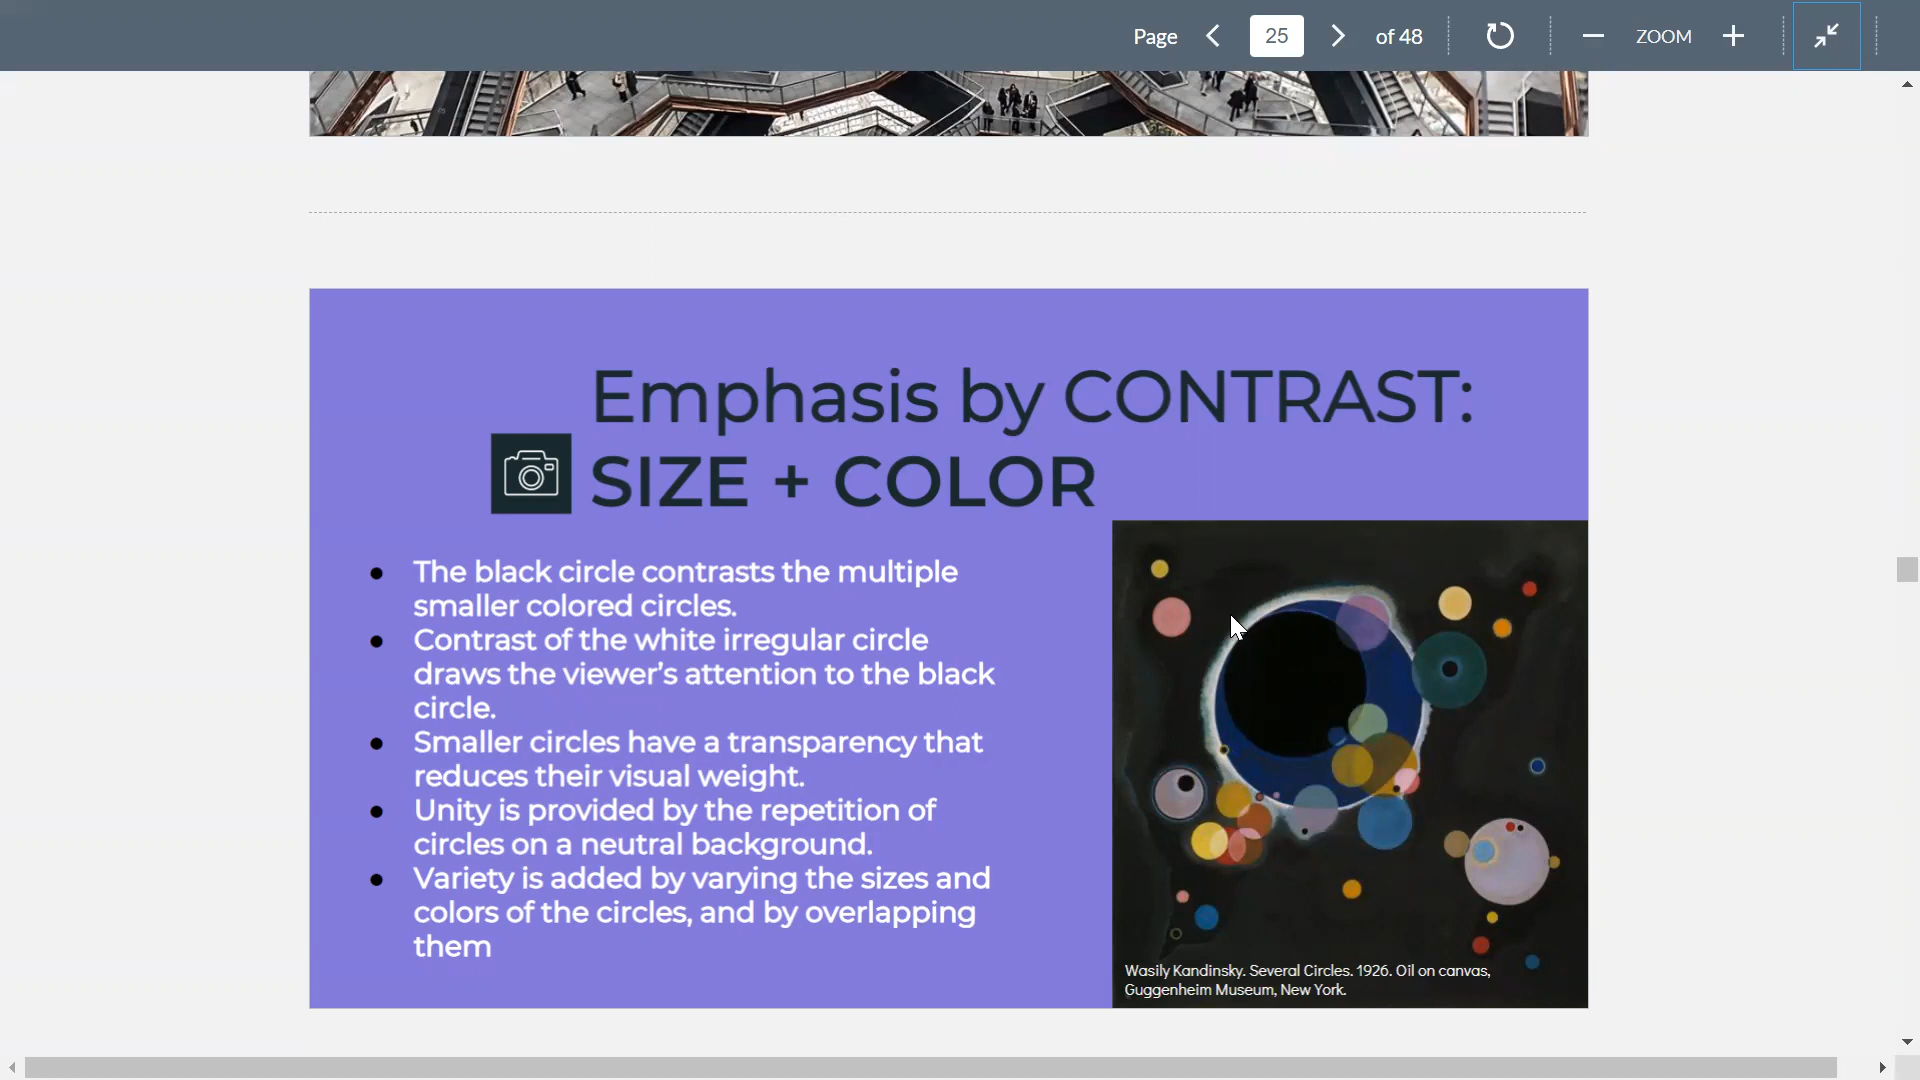 Page 25 of 48 ZOOM
Emphasis by CONTRAST:
SIZE + COLOR
The black circle contrasts the multiple
smaller colored circles.
Contrast of the white irregular circle
draws the viewer's attention to the black
circle.
Smaller circles have a transparency that
reduces their visual weight.
Unity is provided by the repetition of
circles on a neutral background.
Variety is added by varying the sizes and
colors of the circles, and by overlapping
them
Wasily Kandinsky. Several Circles. 1926. Oil on canvas,
Guggenheim Museum, New York.